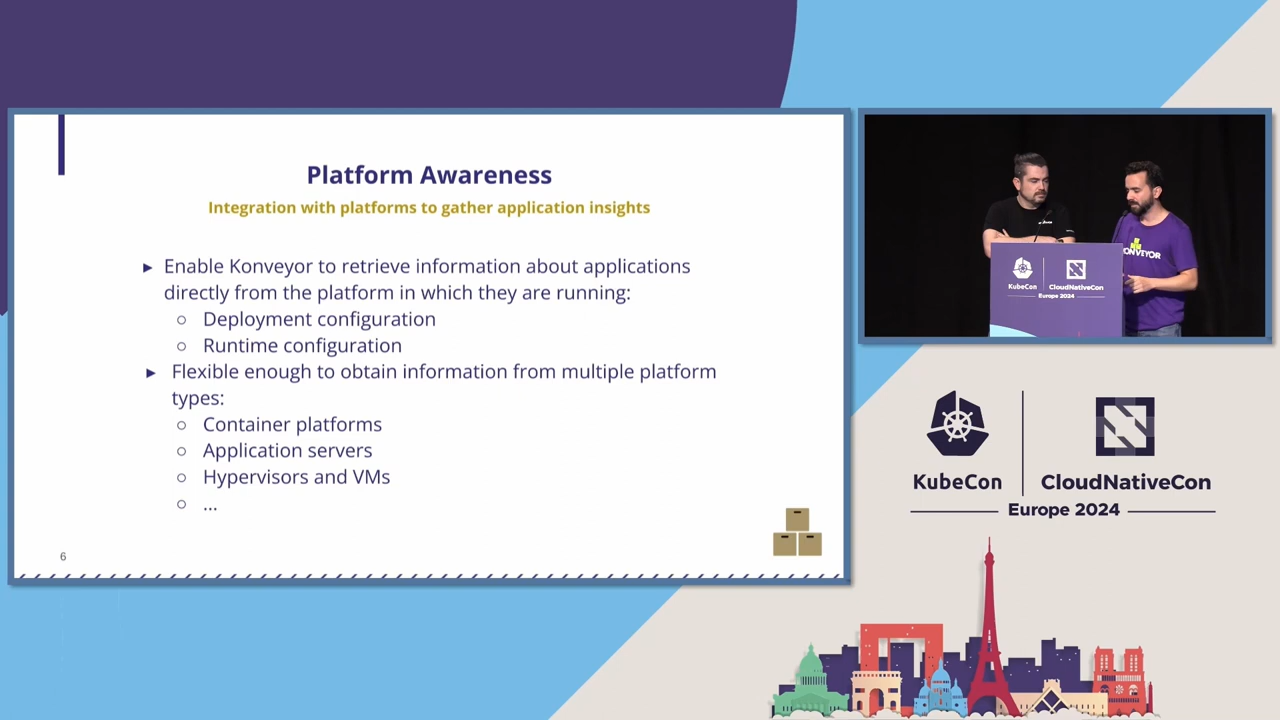 Platform Awareness
Integration with platforms to gather application insights
► Enable Konveyor to retrieve information about applications
directly from the platform in which they are running:
○ Deployment configuration
○ Runtime configuration
► Flexible enough to obtain information from multiple platform
types:
○ Container platforms
○ Application servers
○ Hypervisors and VMs
○ ...
6
KONVEYOR
KubeCon
CloudNativeCon
Europe 2024
KubeCon
CloudNativeCon
Europe 2024